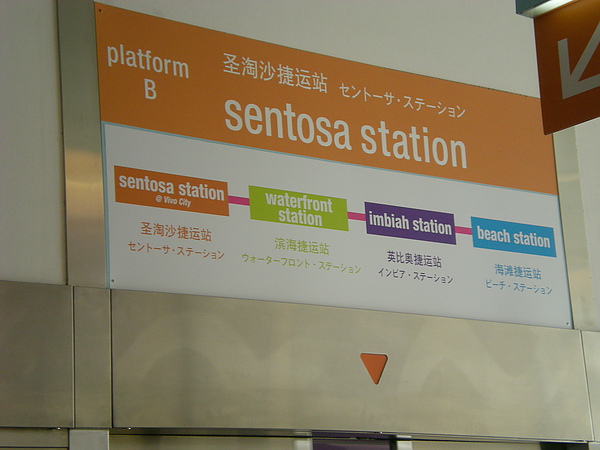 platform
B
圣淘沙捷运站 セントーサ・ステーション
sentosa station
sentosa station
@ Vivo City
圣淘沙捷运站
セントーサ・ステーション
waterfront
station
滨海捷运站
ウォーターフロント・ステーション
imbiah station
英比奥捷运站
インビア・ステーション
beach station
海滩捷运站
ビーチ・ステーション